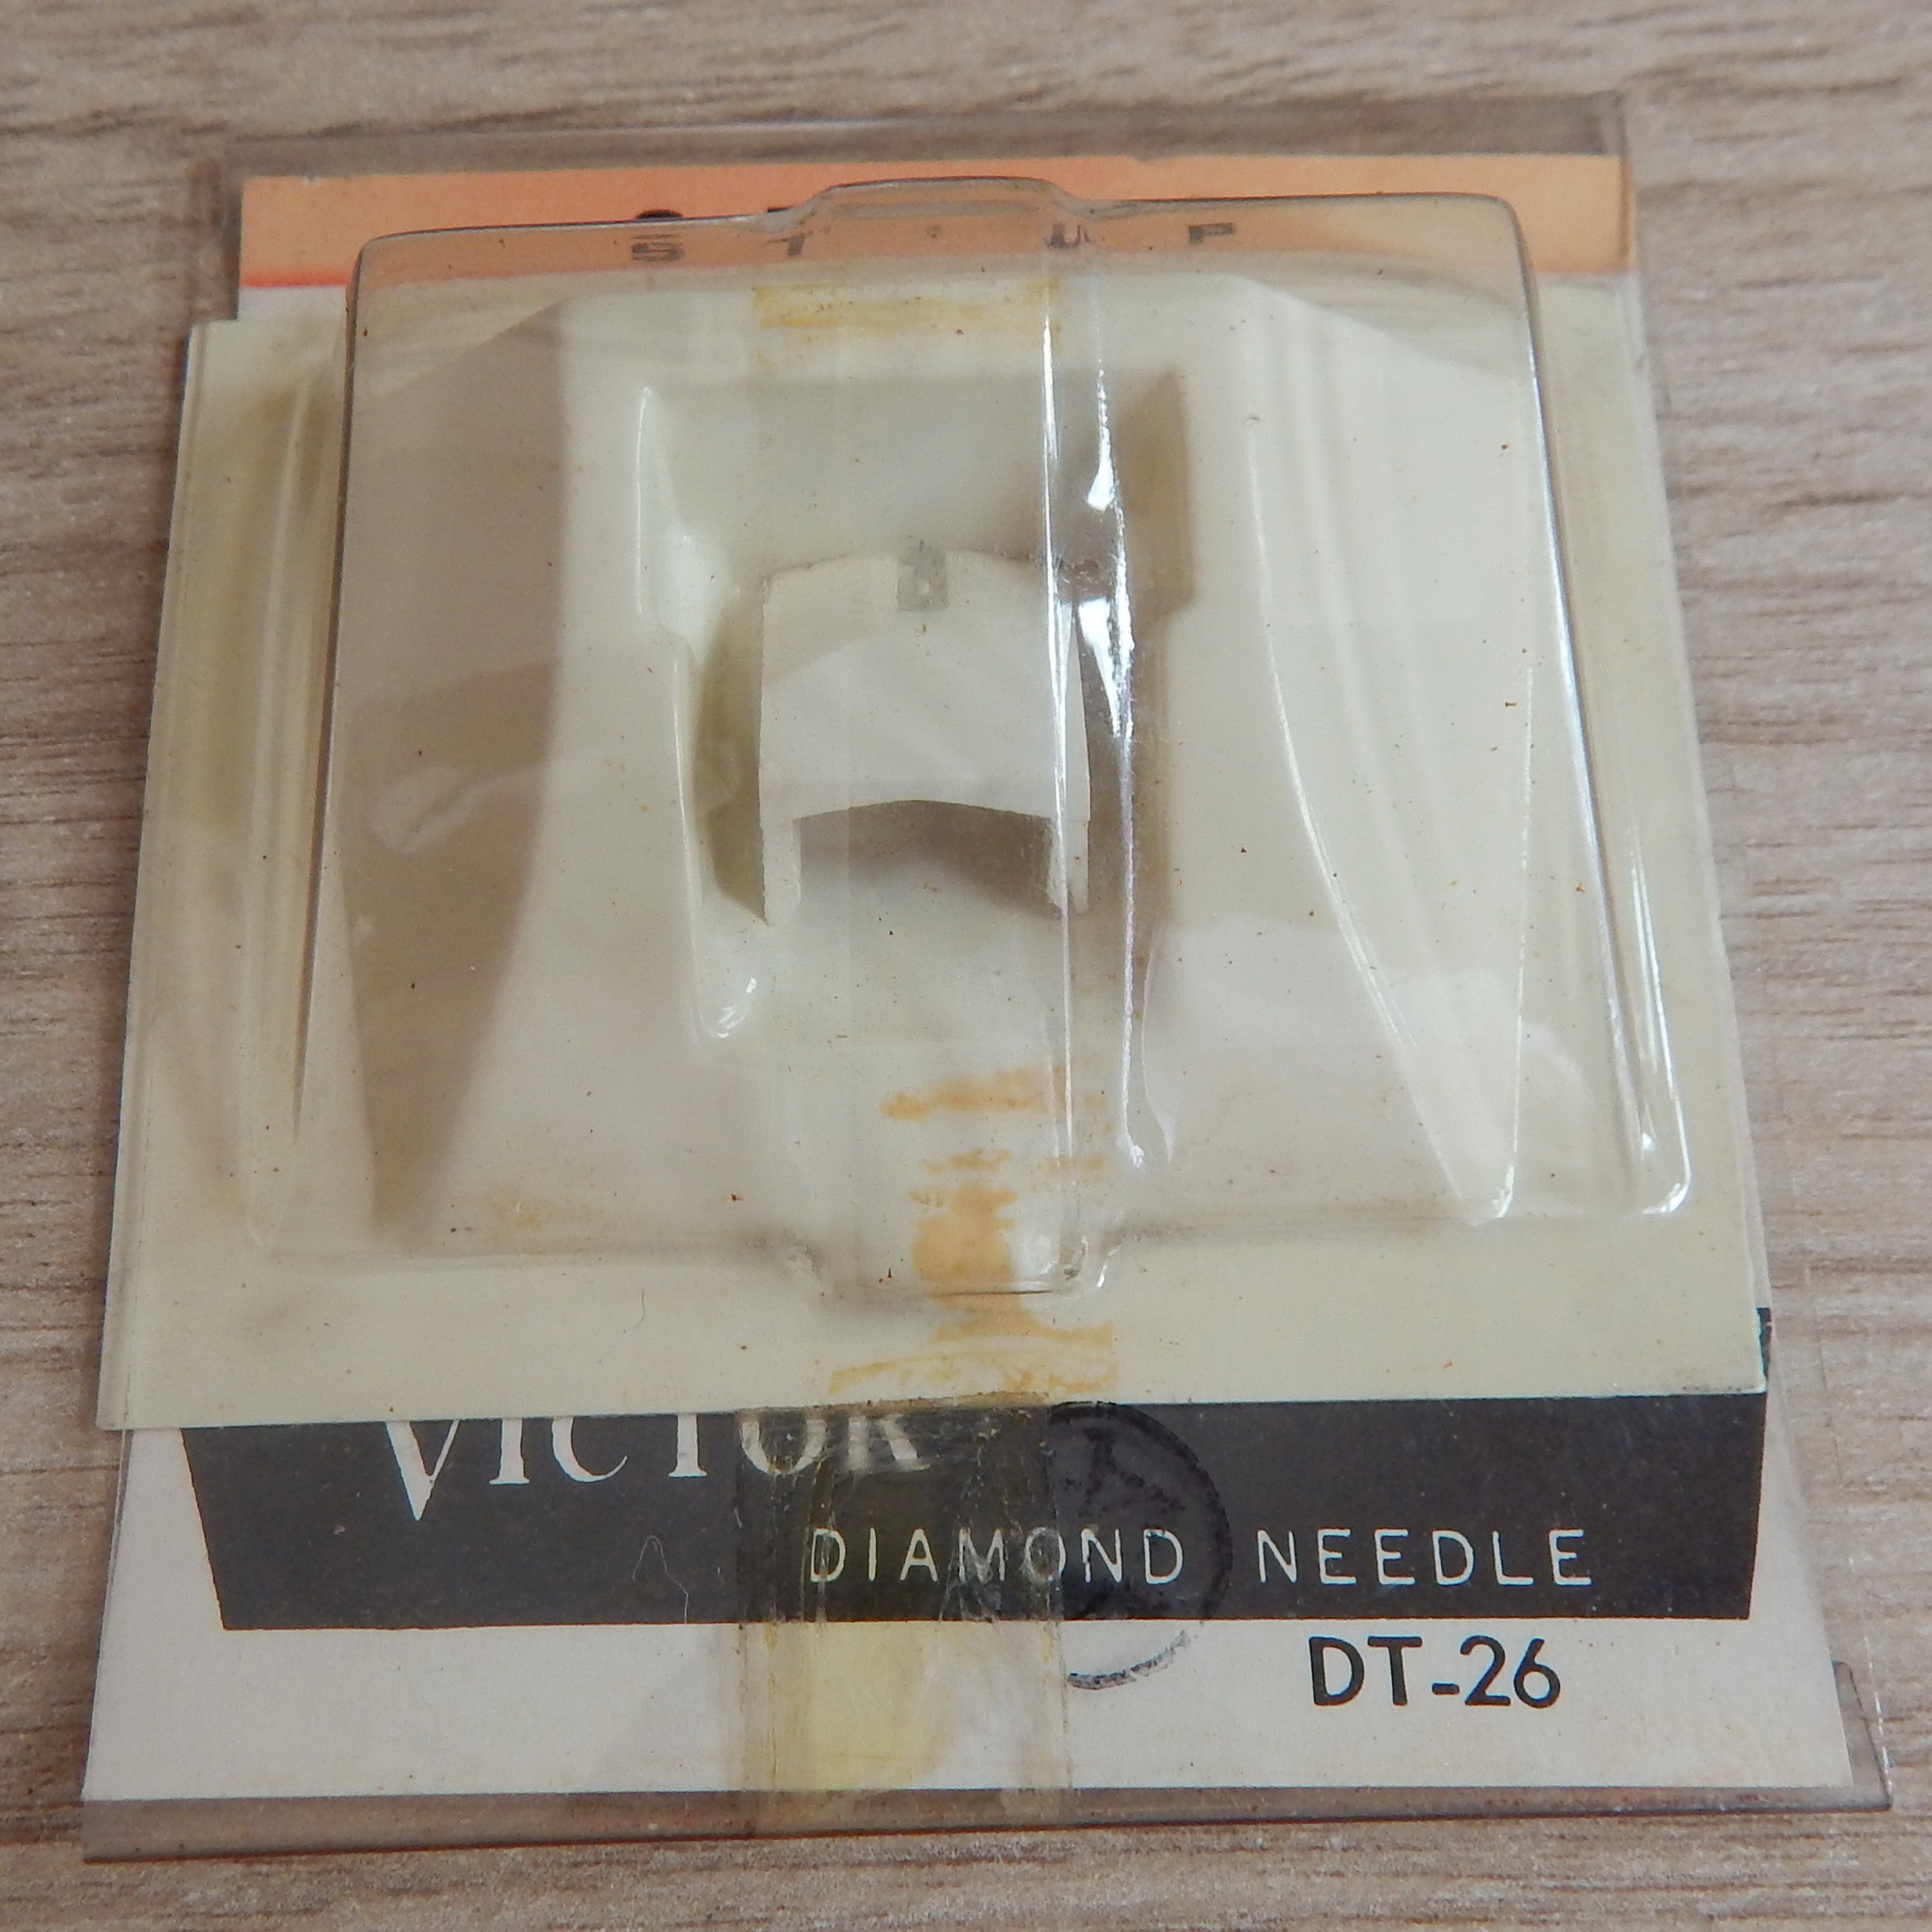 VICTOR
DIAMOND NEEDLE
DT-26